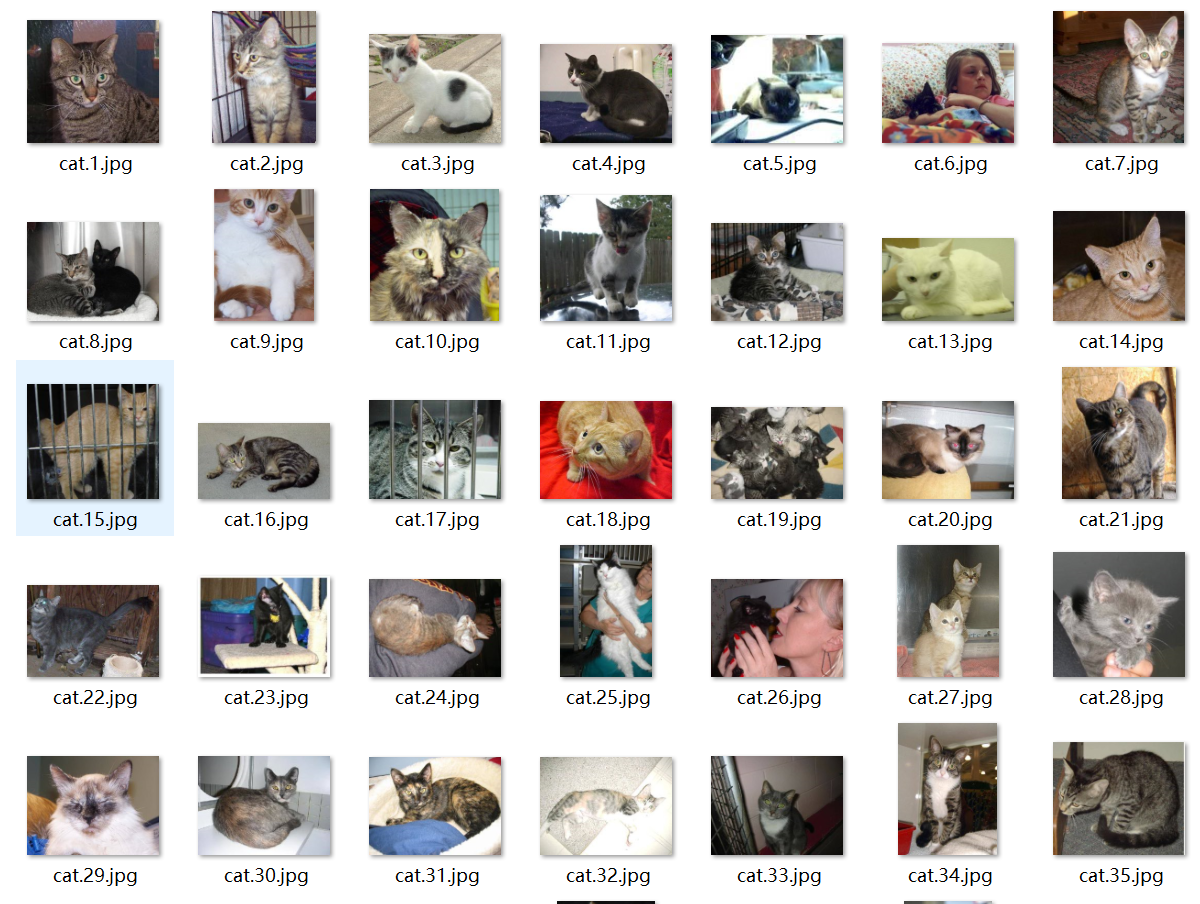 cat.1.jpg cat.2.jpg cat.3.jpg cat.4.jpg cat.5.jpg cat.6.jpg cat.7.jpg
cat.8.jpg cat.9.jpg cat.10.jpg cat.11.jpg cat.12.jpg cat.13.jpg cat.14.jpg
cat.15.jpg cat.16.jpg cat.17.jpg cat.18.jpg cat.19.jpg cat.20.jpg cat.21.jpg
cat.22.jpg cat.23.jpg cat.24.jpg cat.25.jpg cat.26.jpg cat.27.jpg cat.28.jpg
cat.29.jpg cat.30.jpg cat.31.jpg cat.32.jpg cat.33.jpg cat.34.jpg cat.35.jpg